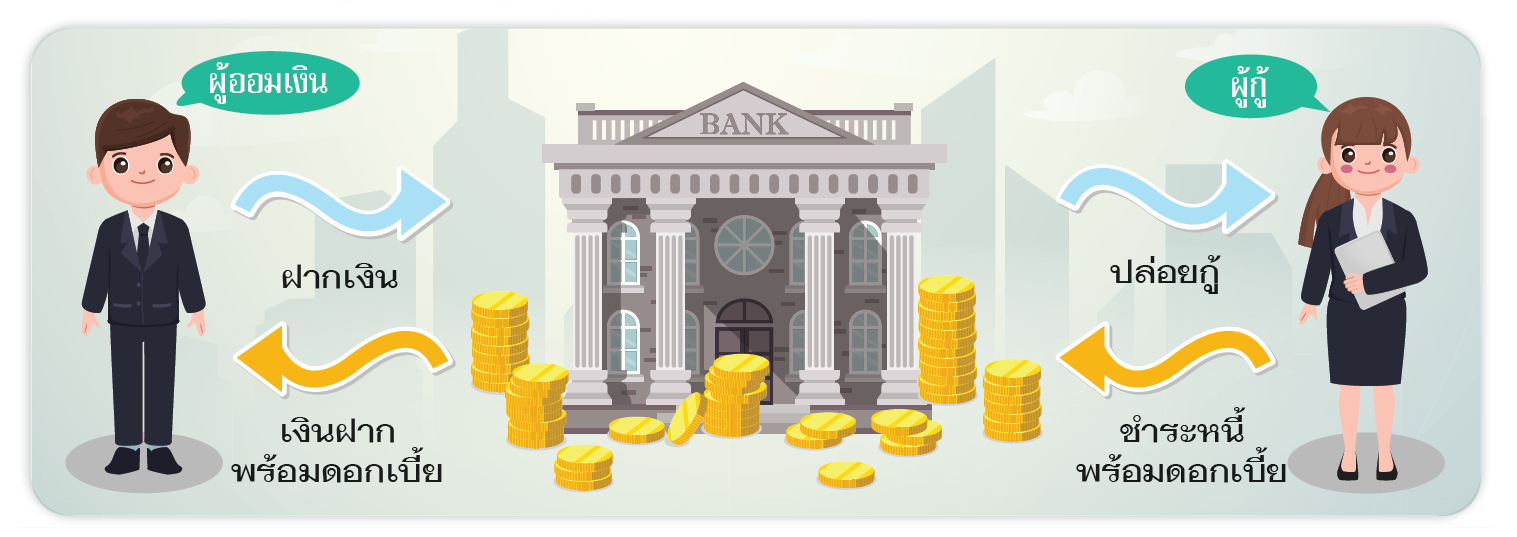 ผู้ออมเงิน
ผู้กู้
BANK
ฝากเงิน
ปล่อยกู้
เงินฝาก
พร้อมดอกเบี้ย
ชำระหนี้
พร้อมดอกเบี้ย